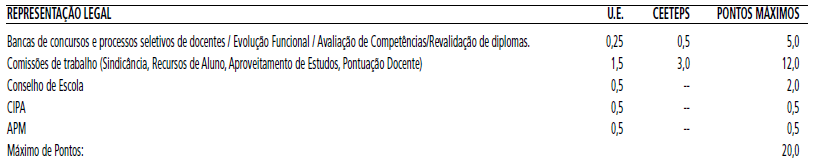 REPRESENTAÇÃO LEGAL U.E. CEETEPS PONTOS MÁXIMOS
Bancas de concursos e processos seletivos de docentes / Evolução Funcional / Avaliação de Competências/Revalidação de diplomas. 0,25 0,5 5,0
Comissões de trabalho (Sindicância, Recursos de Aluno, Aproveitamento de Estudos, Pontuação Docente) 1,5 3,0 12,0
Conselho de Escola 0,5 -- 2,0
CIPA 0,5 -- 0,5
APM 0,5 -- 0,5
Máximo de Pontos: 20,0